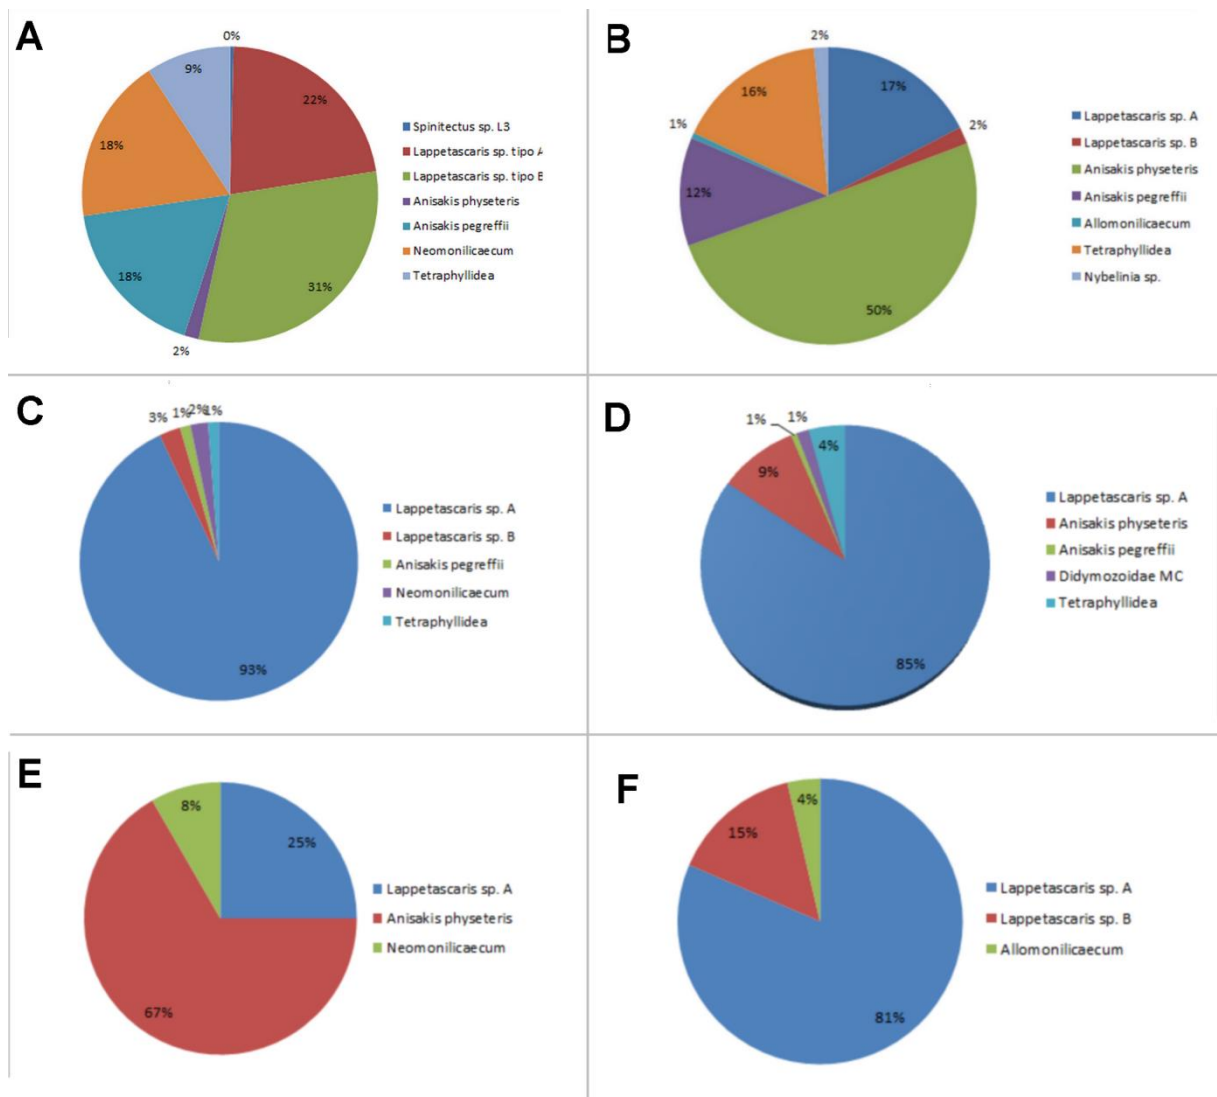 A
0%
9%
22%
18%
18%
31%
2%
Spinitectus sp. L3
Lappetascaris sp. tipo A
Lappetascaris sp. tipo B
Anisakis physeteris
Anisakis pegreffii
Neomonilicaecum
Tetraphyllidea
B
2%
16%
17%
1%
2%
12%
50%
Lappetascaris sp. A
Lappetascaris sp. B
Anisakis physeteris
Anisakis pegreffii
Allomonilicaecum
Tetraphyllidea
Nybelinia sp.
C
3% 1% 2% 1%
93%
Lappetascaris sp. A
Lappetascaris sp. B
Anisakis pegreffii
Neomonilicaecum
Tetraphyllidea
D
1% 1%
4%
9%
85%
Lappetascaris sp. A
Anisakis physeteris
Anisakis pegreffii
Didymozoidae MC
Tetraphyllidea
E
8%
25%
67%
Lappetascaris sp. A
Anisakis physeteris
Neomonilicaecum
F
4%
15%
81%
Lappetascaris sp. A
Lappetascaris sp. B
Allomonilicaecum